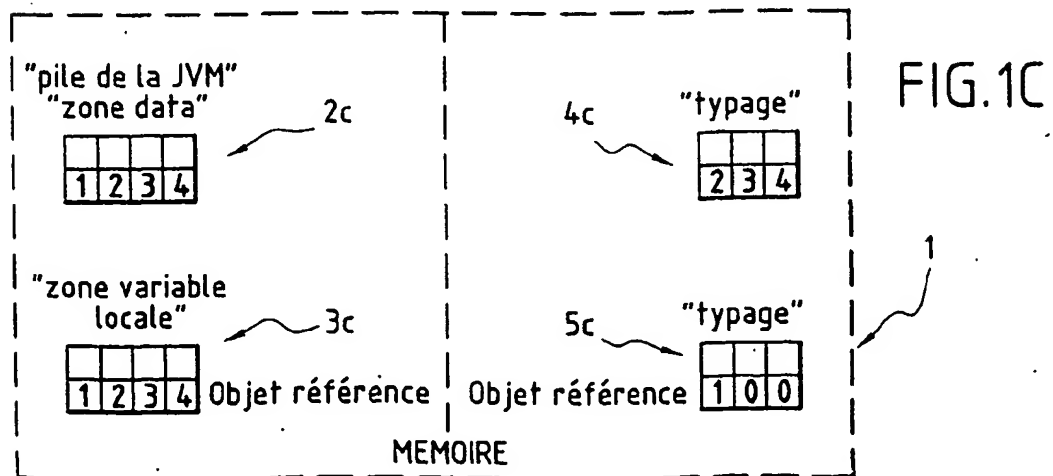 FIG.1C
"pile de la JVM"
"zone data"
2c
1 2 3 4
4c
"typage"
2 3 4
1
"zone variable
locale"
3c
1 2 3 4 Objet référence
5c
"typage"
Objet référence 1 0 0
MEMOIRE